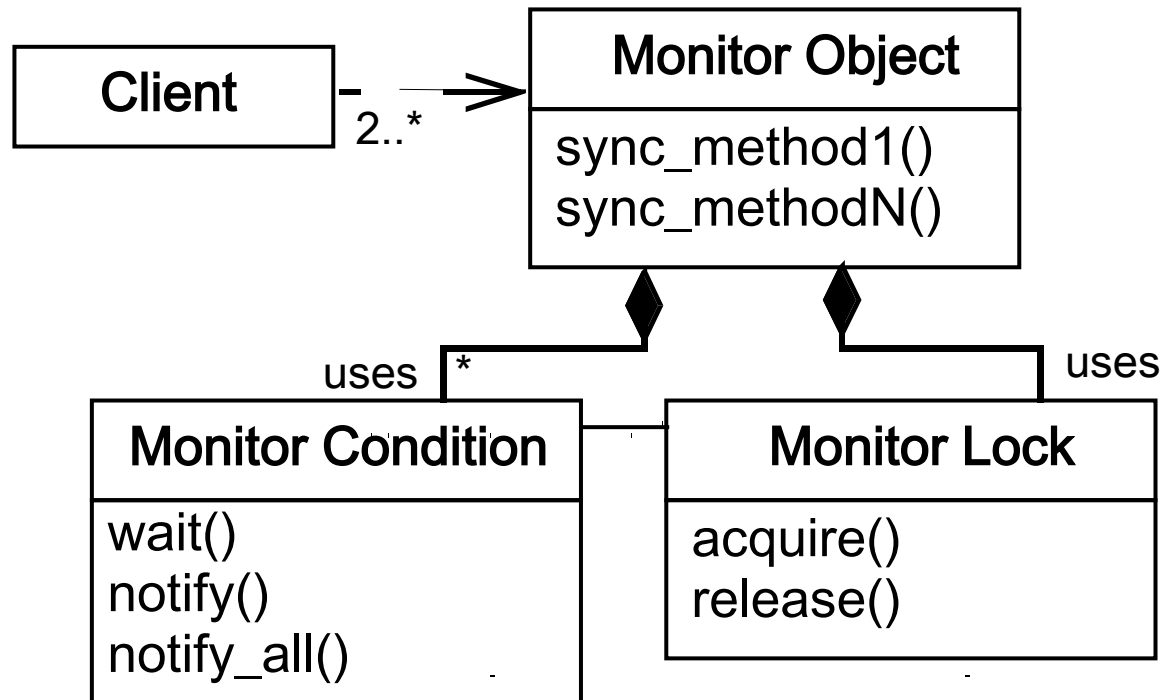 Client
2..*
Monitor Object
sync_method1()
sync_methodN()
uses
*
uses
Monitor Condition
wait()
notify()
notify_all()
Monitor Lock
acquire()
release()